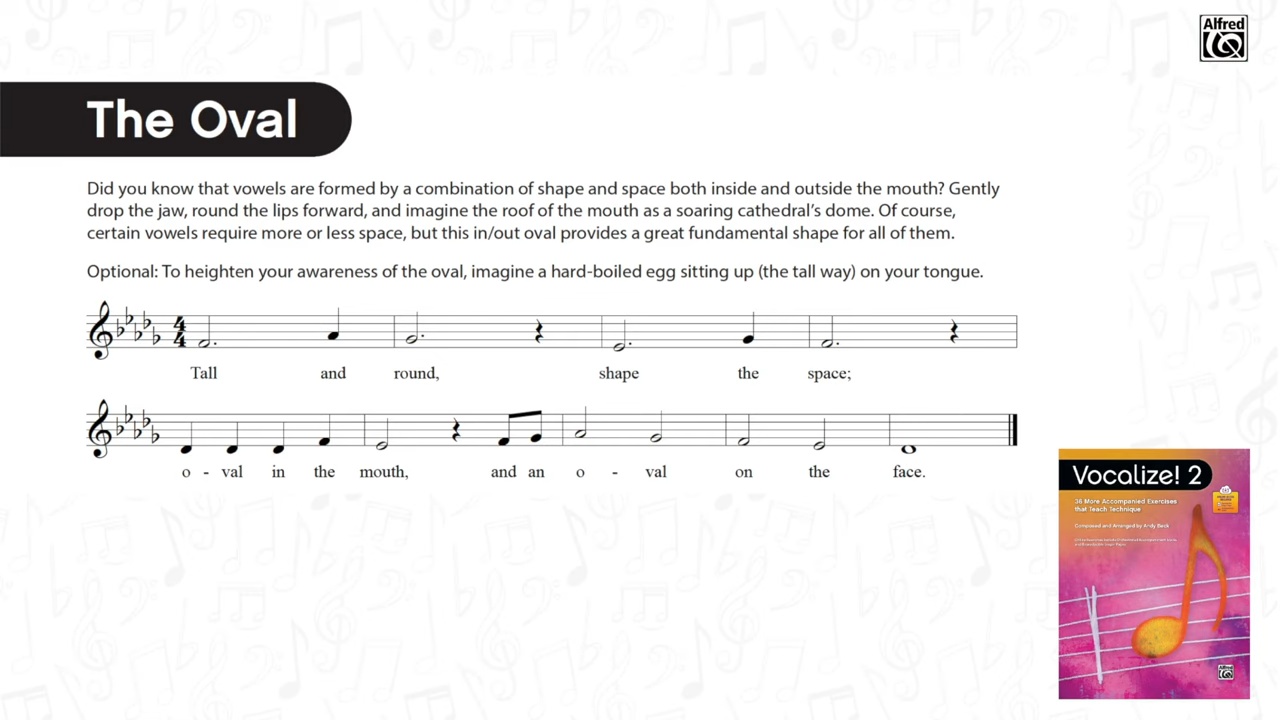 Alfred
The Oval
Did you know that vowels are formed by a combination of shape and space both inside and outside the mouth? Gently
drop the jaw, round the lips forward, and imagine the roof of the mouth as a soaring cathedral’s dome. Of course,
certain vowels require more or less space, but this in/out oval provides a great fundamental shape for all of them.
Optional: To heighten your awareness of the oval, imagine a hard-boiled egg sitting up (the tall way) on your tongue.
4
4
Tall and round, shape the space;
o - val in the mouth, and an o - val on the face.
Vocalize! 2
36 More Accompanied Exercises
that Teach Technique
Composed and Arranged by Andy Beck
Alfred